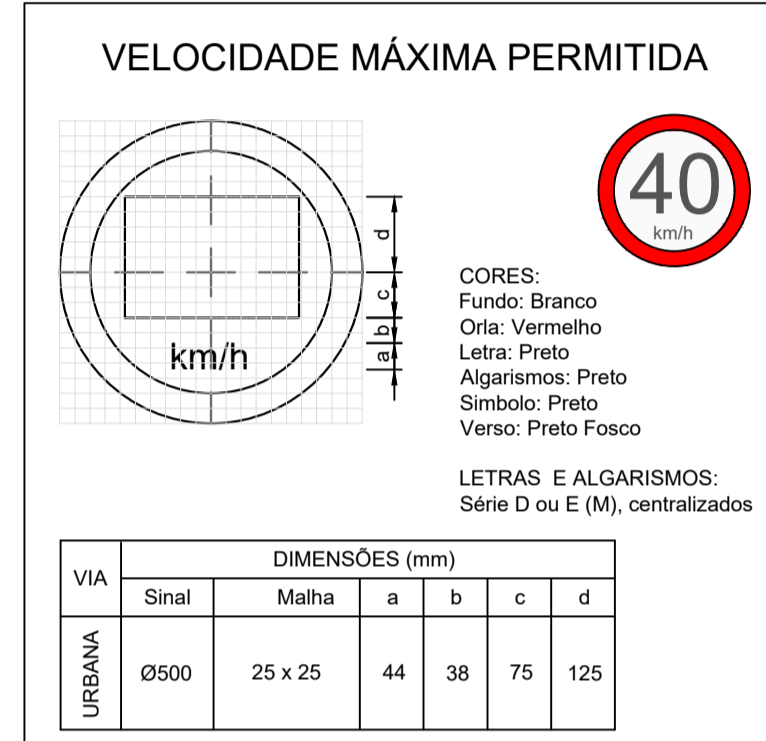 VELOCIDADE MÁXIMA PERMITIDA
40
km/h
d
c
b
a
km/h
CORES:
Fundo: Branco
Orla: Vermelho
Letra: Preto
Algarismos: Preto
Simbolo: Preto
Verso: Preto Fosco
LETRAS E ALGARISMOS:
Série D ou E (M), centralizados
VIA
DIMENSÕES (mm)
Sinal Malha a b c d
URBANA
Ø500 25 x 25 44 38 75 125